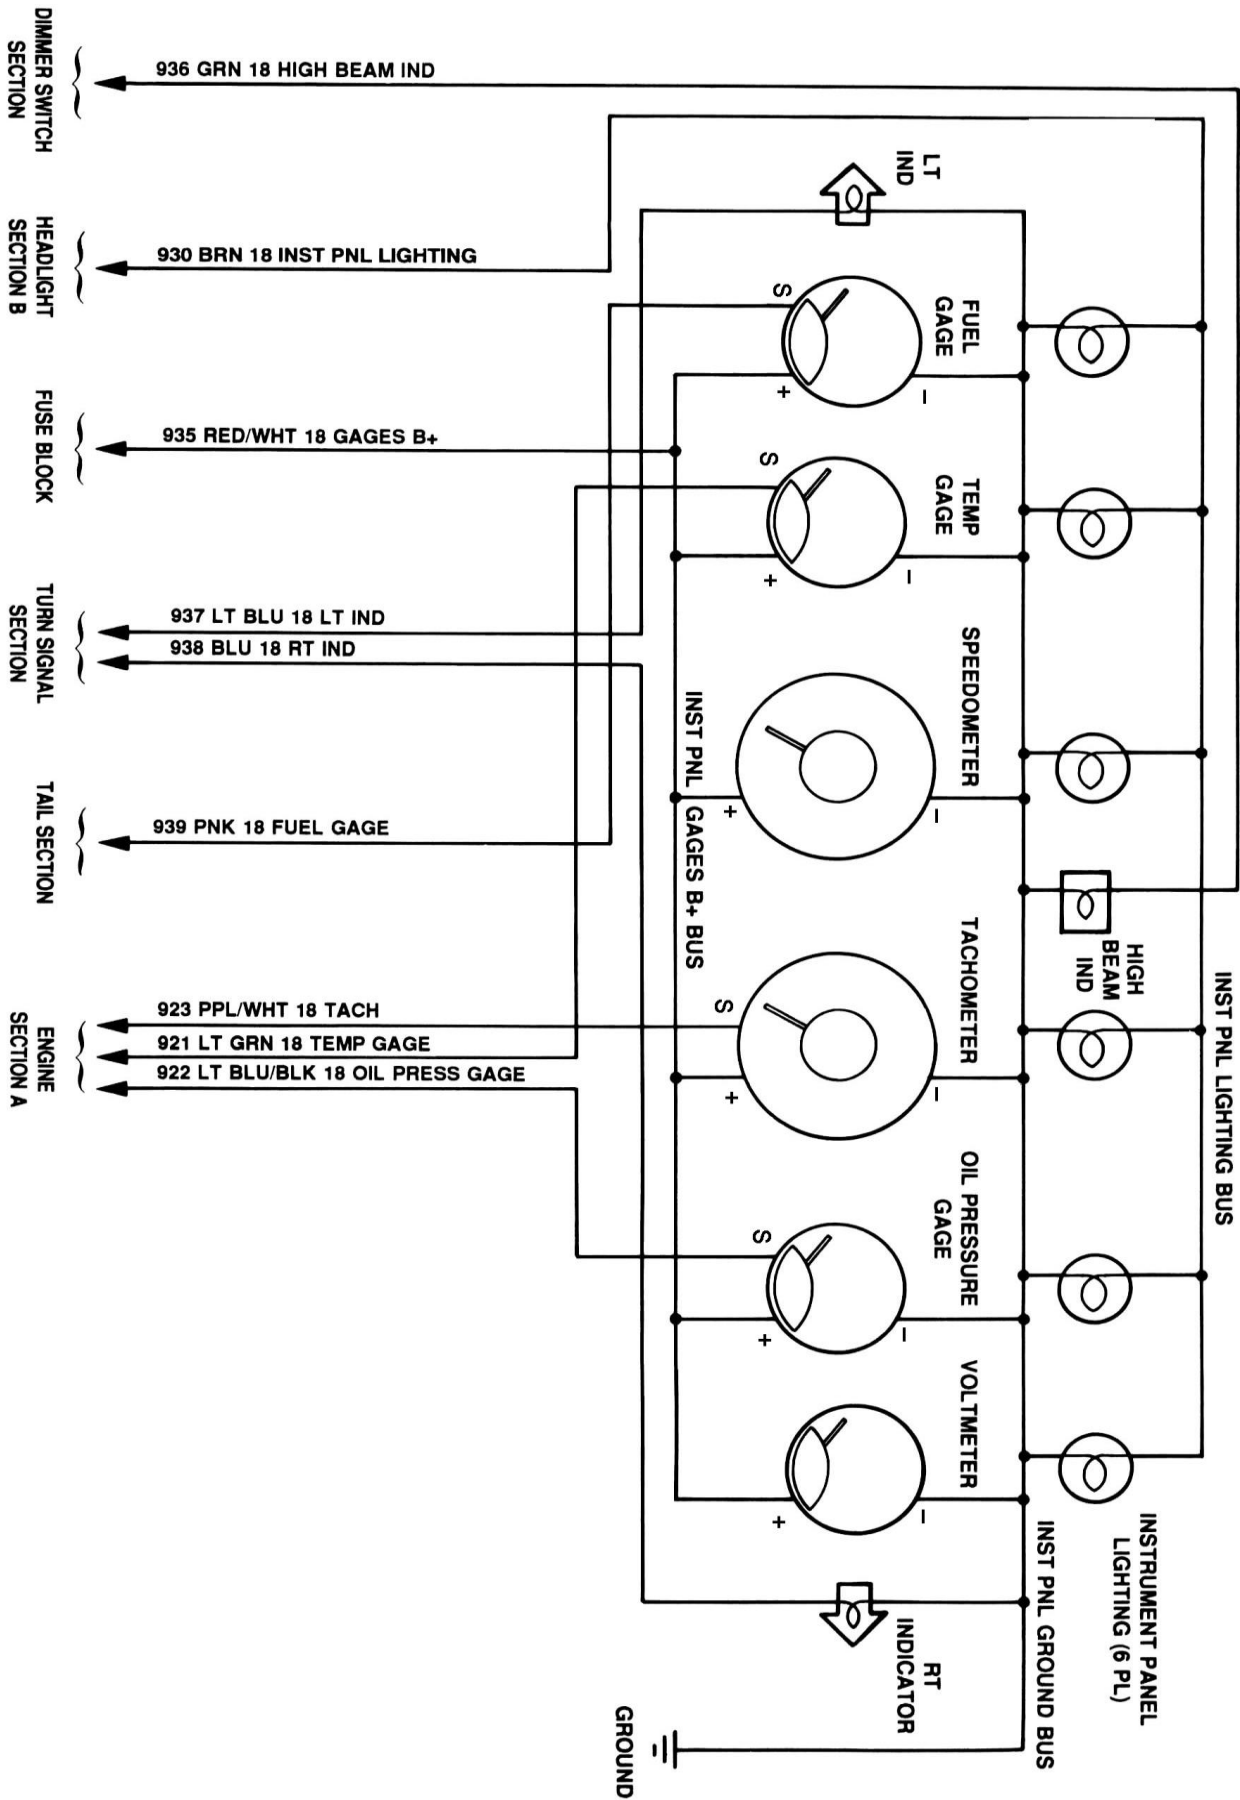 936 GRN 18 HIGH BEAM IND
930 BRN 18 INST PNL LIGHTING
935 RED/WHT 18 GAGES B+
937 LT BLU 18 LT IND
938 BLU 18 RT IND
939 PNK 18 FUEL GAGE
923 PPL/WHT 18 TACH
921 LT GRN 18 TEMP GAGE
922 LT BLU/BLK 18 OIL PRESS GAGE
DIMMER SWITCH
SECTION
HEADLIGHT
SECTION B
FUSE BLOCK
TURN SIGNAL
SECTION
TAIL SECTION
ENGINE
SECTION A
LT
IND
FUEL
GAGE
S
+
−
TEMP
GAGE
S
+
−
SPEEDOMETER
+
−
TACHOMETER
S
+
−
OIL PRESSURE
GAGE
S
+
−
VOLTMETER
+
−
RT
INDICATOR
HIGH
BEAM
IND
INST PNL GAGES B+ BUS
INST PNL LIGHTING BUS
INSTRUMENT PANEL
LIGHTING (6 PL)
INST PNL GROUND BUS
GROUND